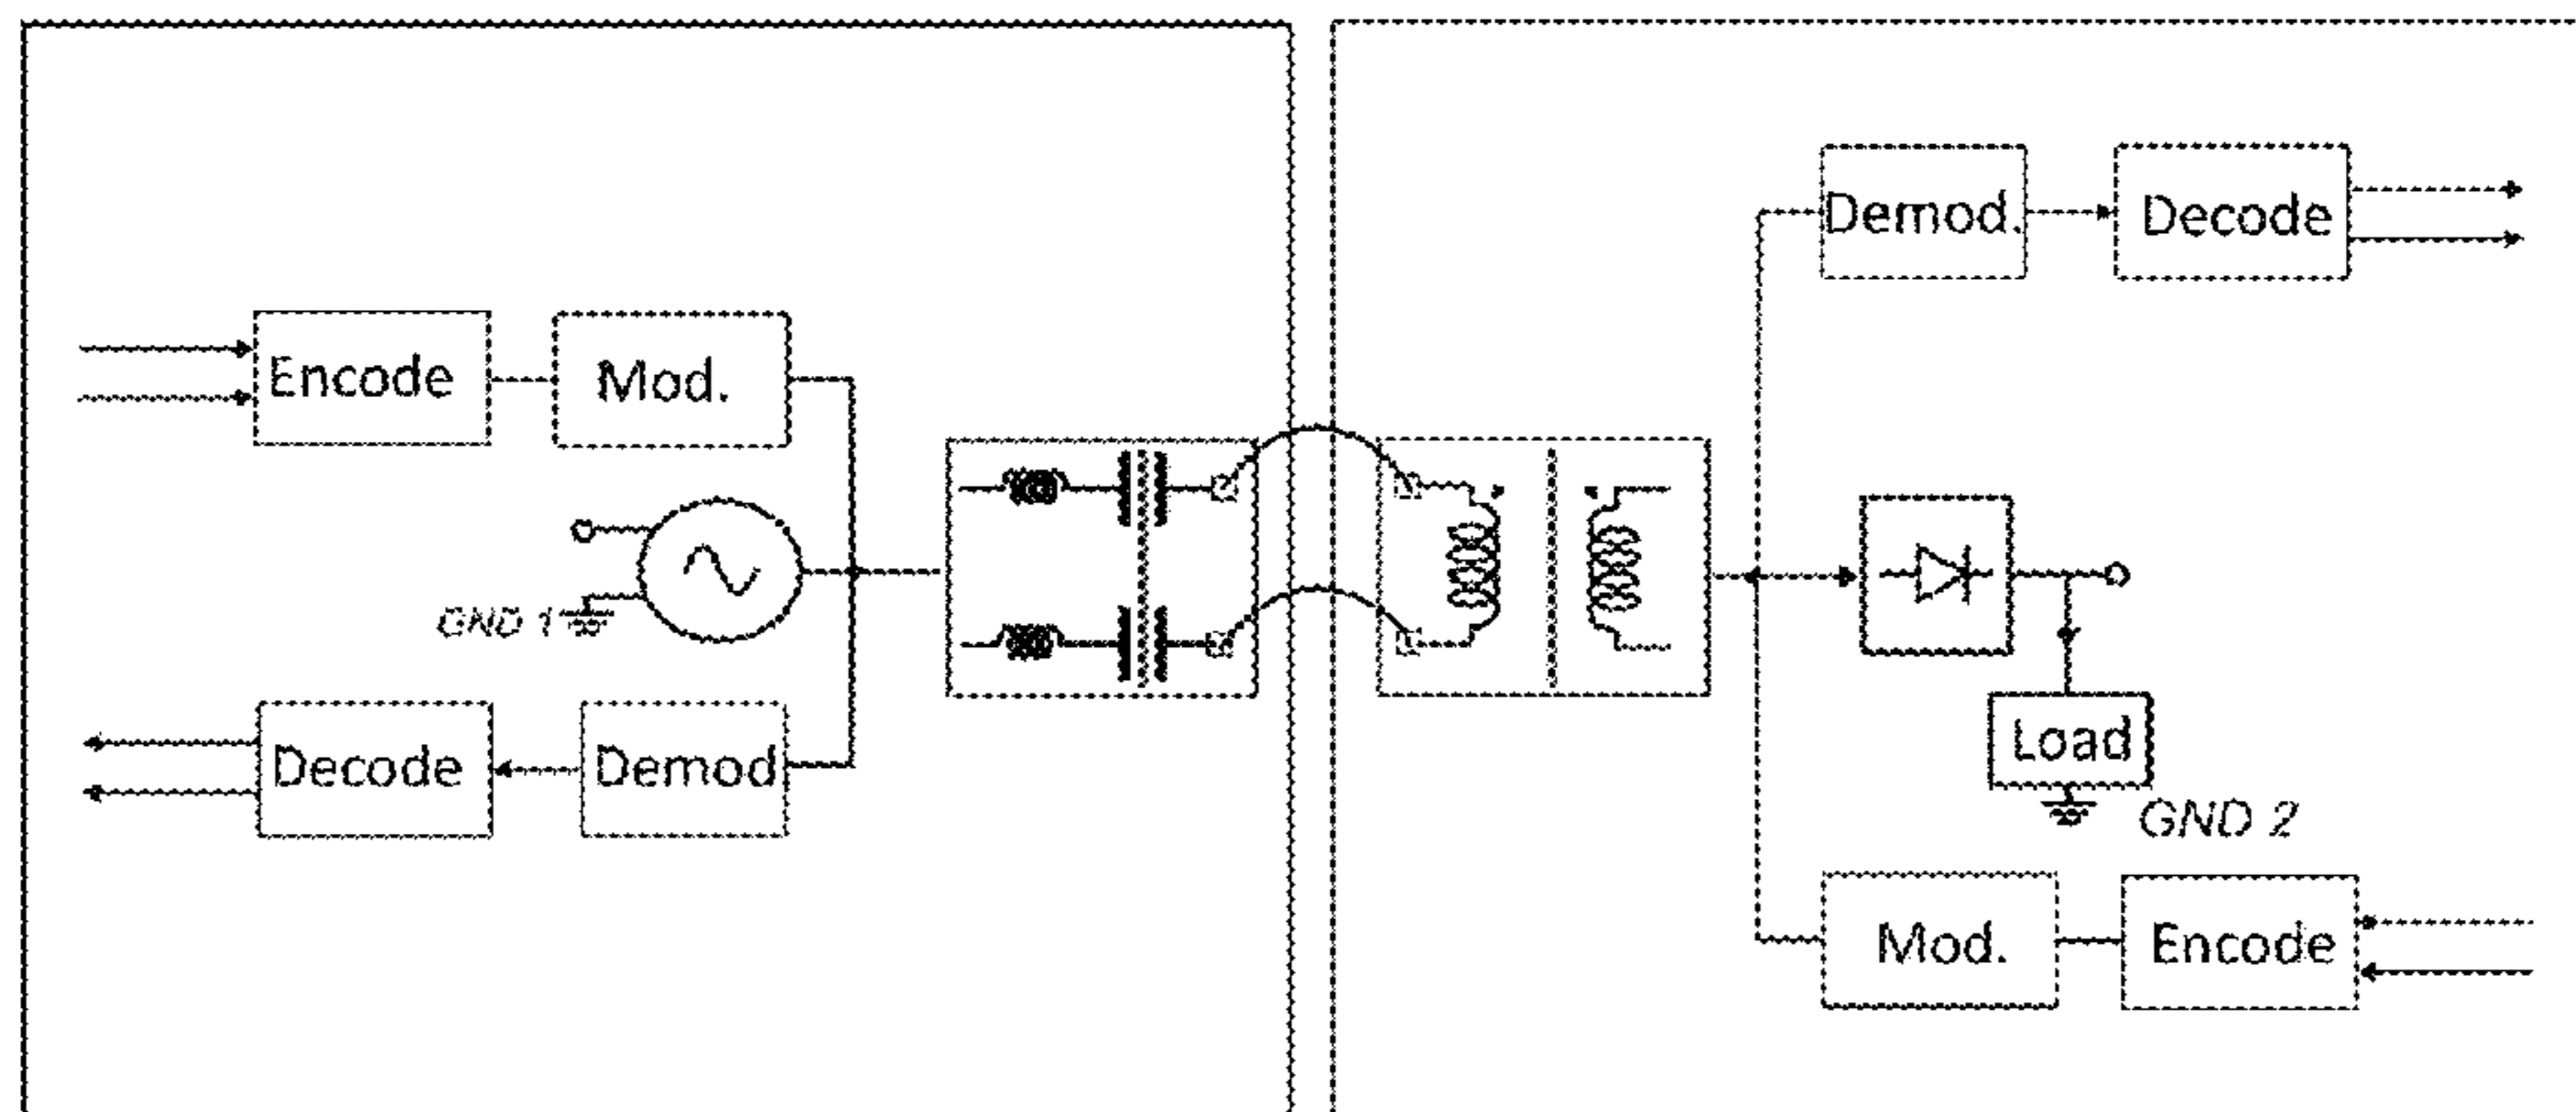 Demod.
Decode
Encode
Mod.
GND 1
Decode
Demod
Load
GND 2
Mod.
Encode